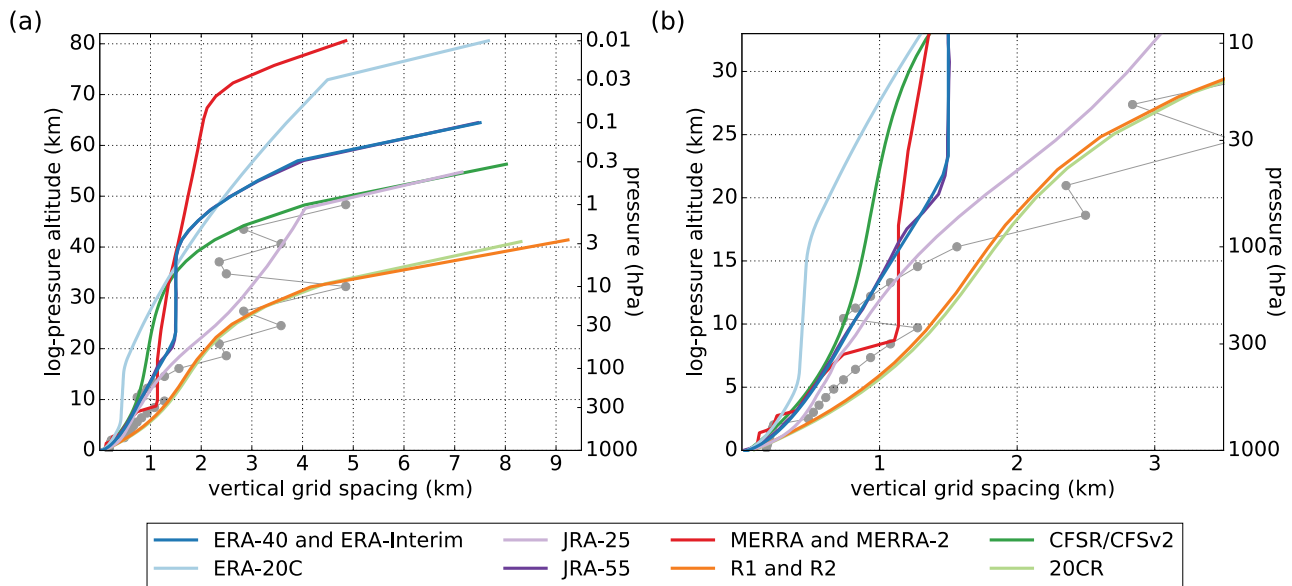 (a)
80
70
60
50
40
30
20
10
0
log-pressure altitude (km)
1 2 3 4 5 6 7 8 9
vertical grid spacing (km)
0.01
0.03
0.1
0.3
1
3
10
30
100
300
1000
pressure (hPa)
(b)
30
25
20
15
10
5
0
log-pressure altitude (km)
1 2 3
vertical grid spacing (km)
10
30
100
300
1000
pressure (hPa)
ERA-40 and ERA-Interim JRA-25 MERRA and MERRA-2 CFSR/CFSv2
ERA-20C JRA-55 R1 and R2 20CR